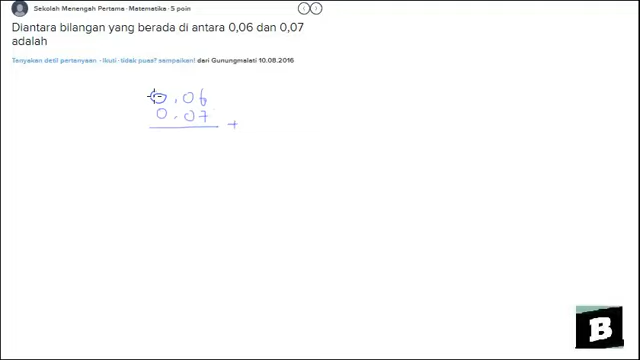 Sekolah Menengah Pertama · Matematika · 5 poin
Diantara bilangan yang berada di antara 0,06 dan 0,07
adalah
Tanyakan detil pertanyaan · Ikuti · tidak puas? sampaikan! dari Gunungmalati 10.08.2016
0.06
0.07
+
B